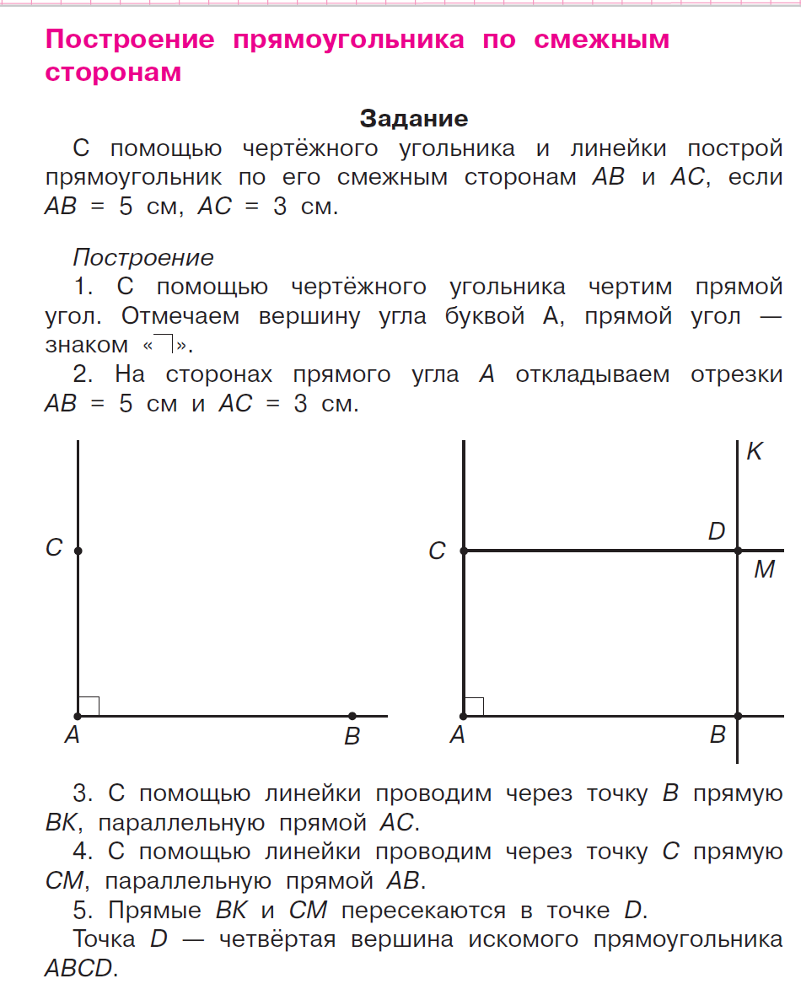 Построение прямоугольника по смежным
сторонам
Задание
С помощью чертёжного угольника и линейки построй
прямоугольник по его смежным сторонам AB и AC, если
AB = 5 см, AC = 3 см.
Построение
1. С помощью чертёжного угольника чертим прямой
угол. Отмечаем вершину угла буквой А, прямой угол —
знаком «⌝».
2. На сторонах прямого угла A откладываем отрезки
AB = 5 см и AC = 3 см.
C
A
B
K
D
C
M
A
B
3. С помощью линейки проводим через точку B прямую
BK, параллельную прямой AC.
4. С помощью линейки проводим через точку C прямую
CM, параллельную прямой AB.
5. Прямые BK и CM пересекаются в точке D.
Точка D — четвёртая вершина искомого прямоугольника
ABCD.